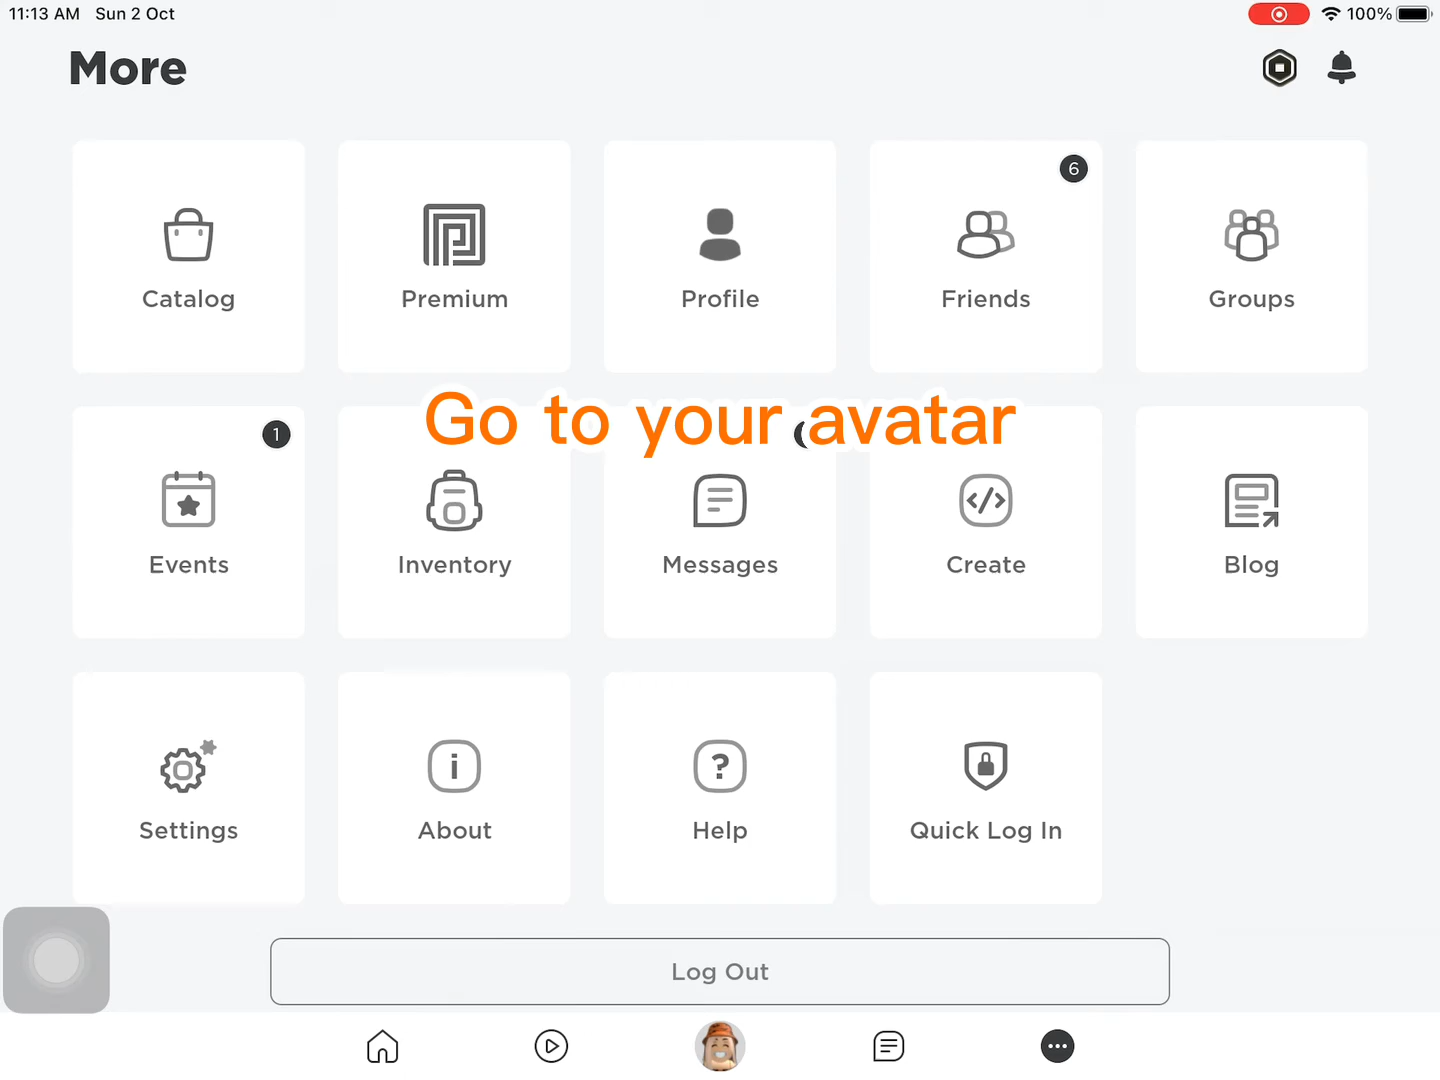 11:13 AM Sun 2 Oct 100%
More
6
Catalog Premium Profile Friends Groups
Go to your avatar
1
Events Inventory Messages Create Blog
Settings About Help Quick Log In
Log Out